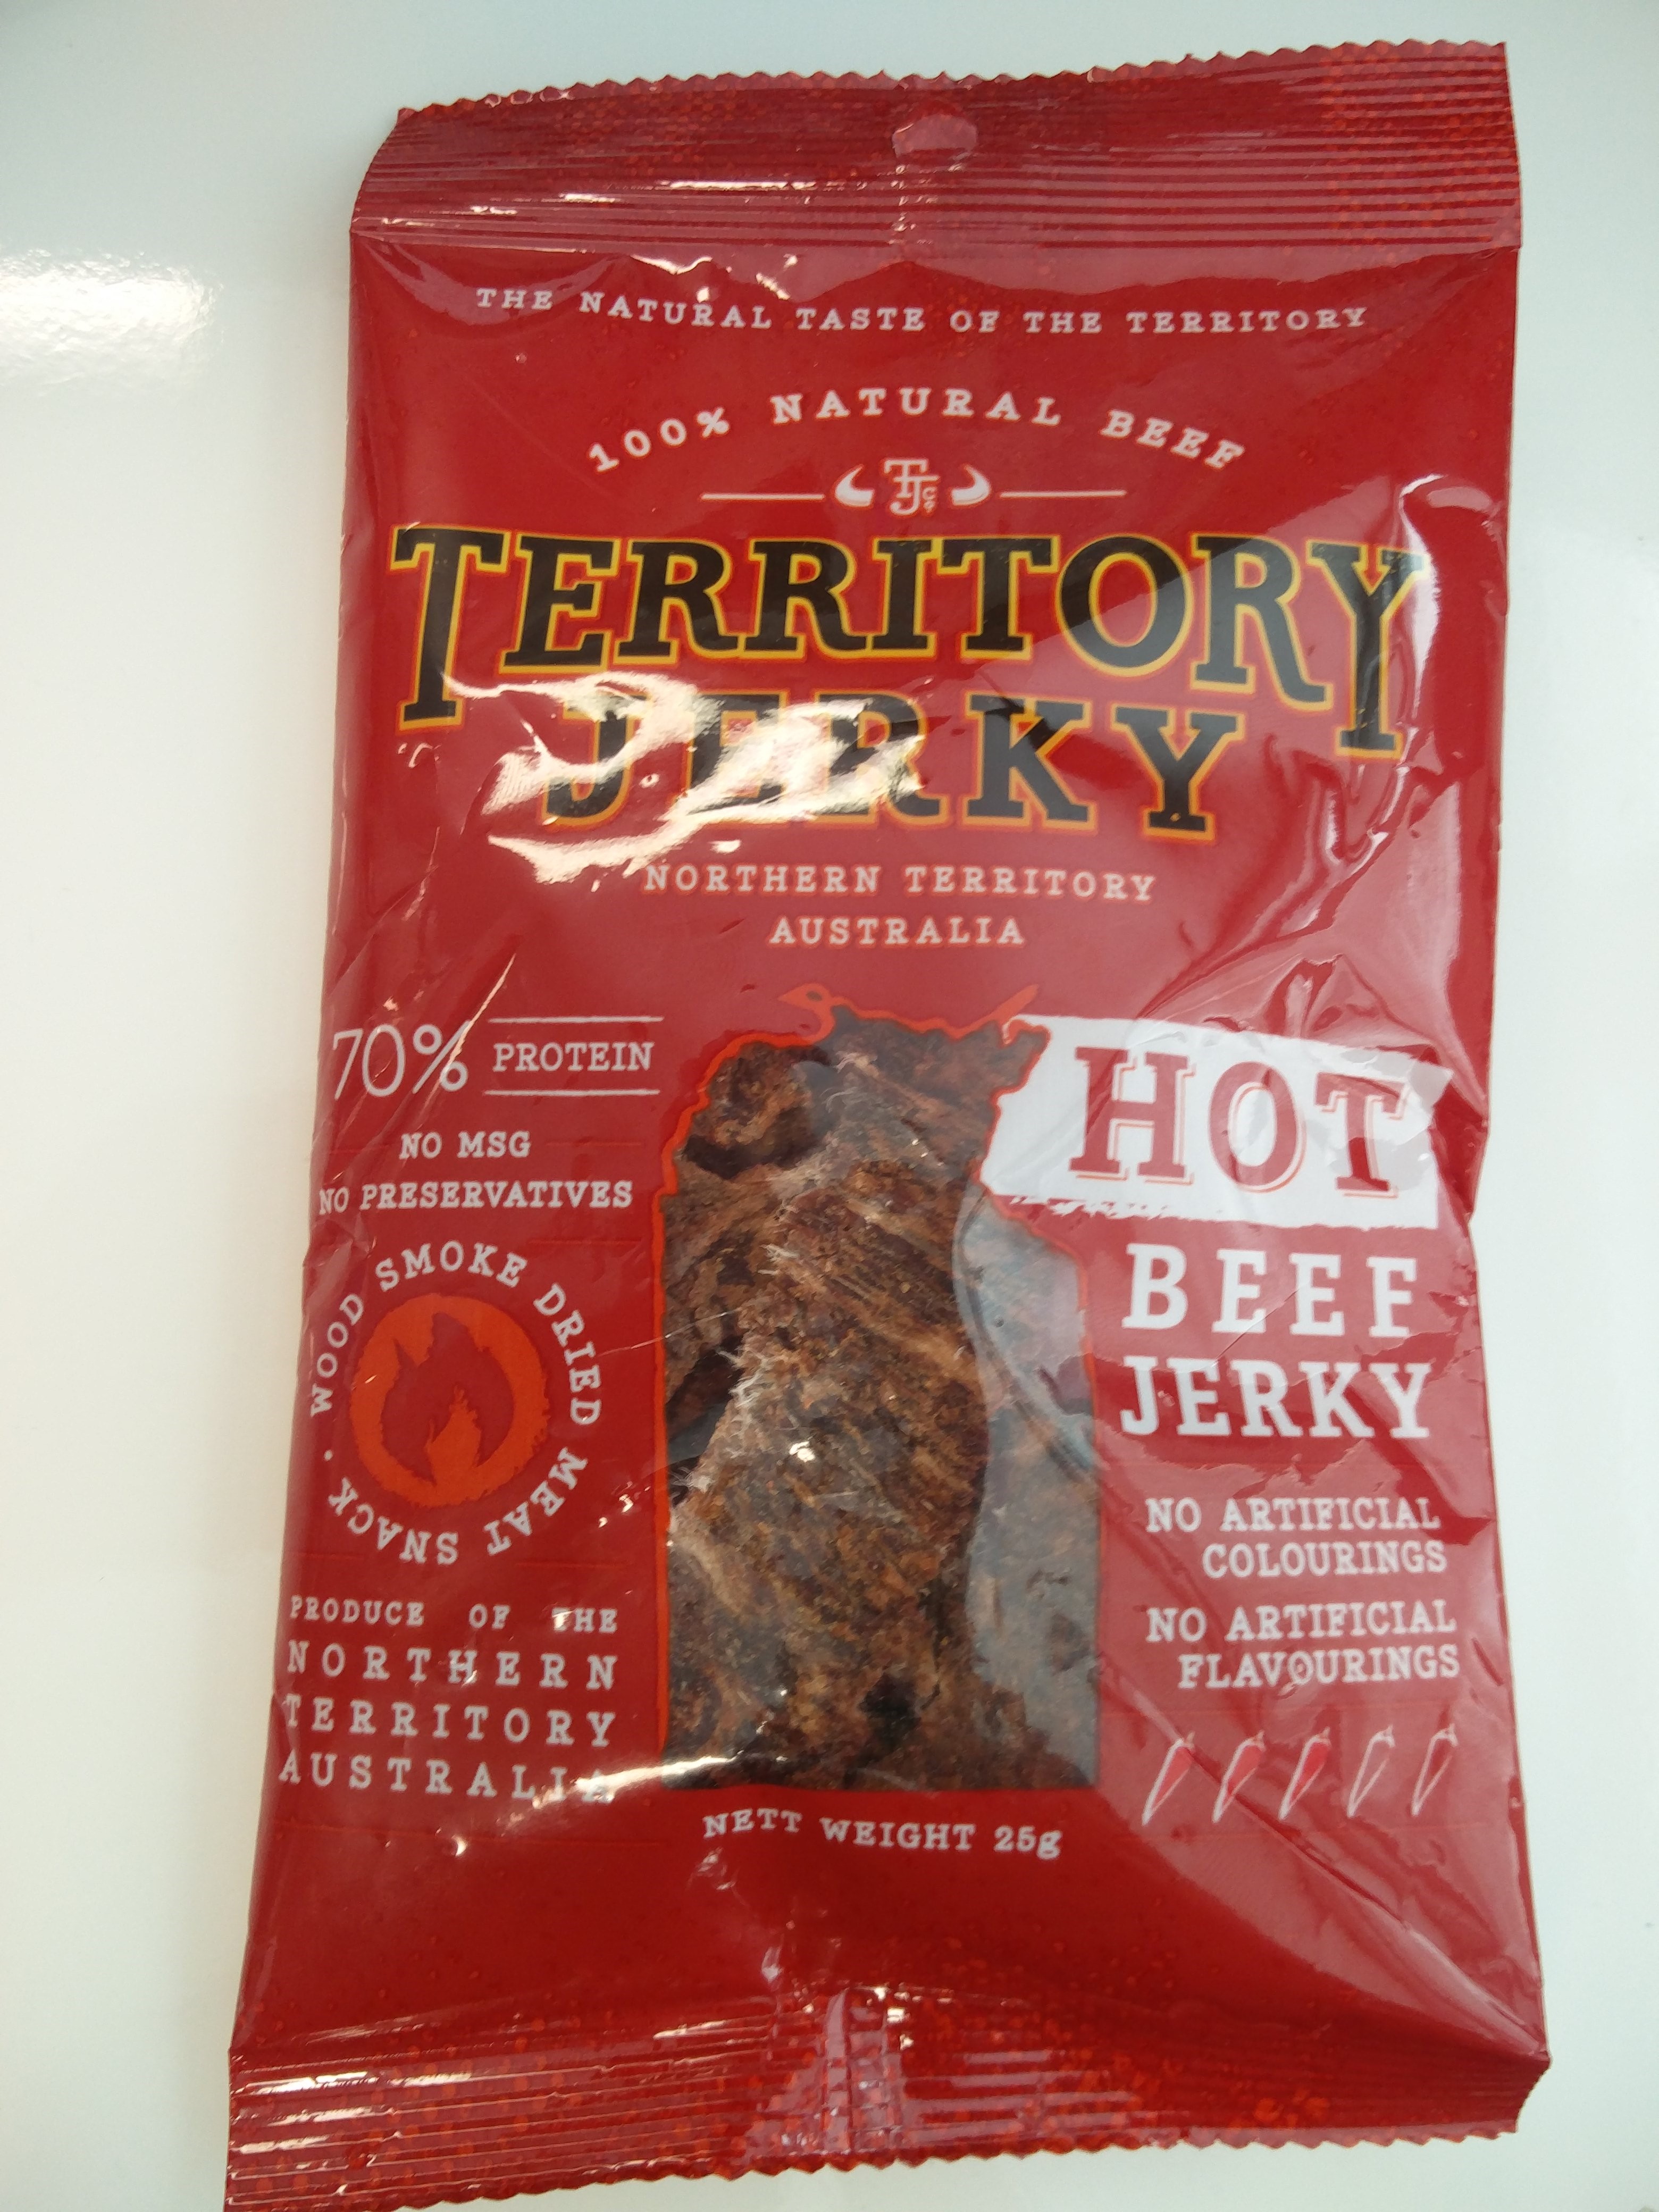 THE NATURAL TASTE OF THE TERRITORY
100% NATURAL BEEF
TJCo
TERRITORY
JERKY
NORTHERN TERRITORY
AUSTRALIA
70% PROTEIN
NO MSG
NO PRESERVATIVES
WOOD SMOKE DRIED MEAT SNACK ·
PRODUCE OF THE
NORTHERN
TERRITORY
AUSTRALIA
HOT
BEEF
JERKY
NO ARTIFICIAL
COLOURINGS
NO ARTIFICIAL
FLAVOURINGS
NETT WEIGHT 25g